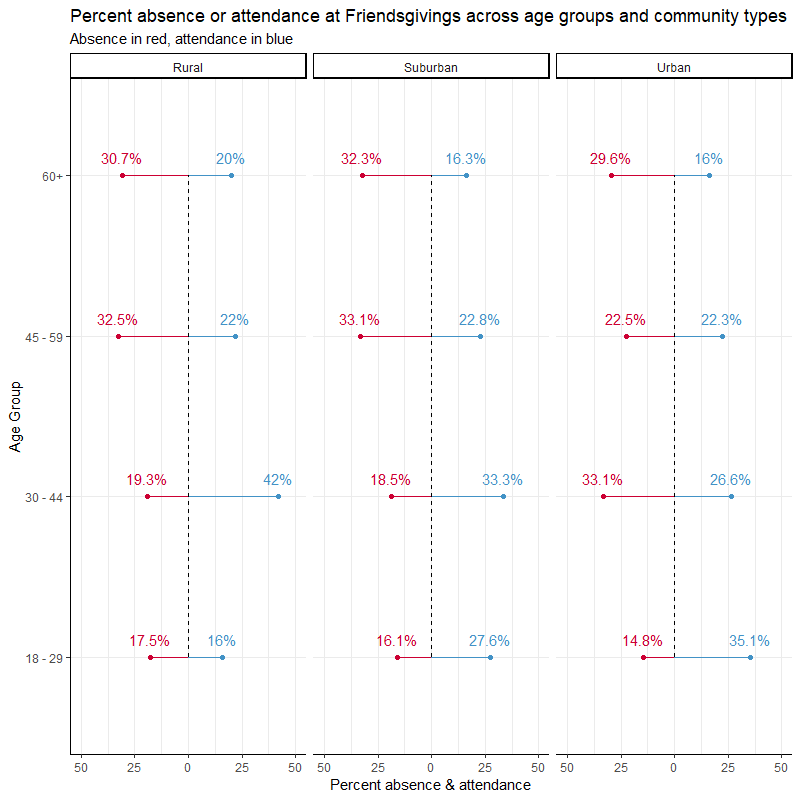 Percent absence or attendance at Friendsgivings across age groups and community types
Absence in red, attendance in blue
Rural
Suburban
Urban
30.7%
20%
32.3%
16.3%
29.6%
16%
60+
32.5%
22%
33.1%
22.8%
22.5%
22.3%
45 - 59
Age Group
19.3%
42%
18.5%
33.3%
33.1%
26.6%
30 - 44
17.5%
16%
16.1%
27.6%
14.8%
35.1%
18 - 29
50 25 0 25 50
50 25 0 25 50
50 25 0 25 50
Percent absence & attendance